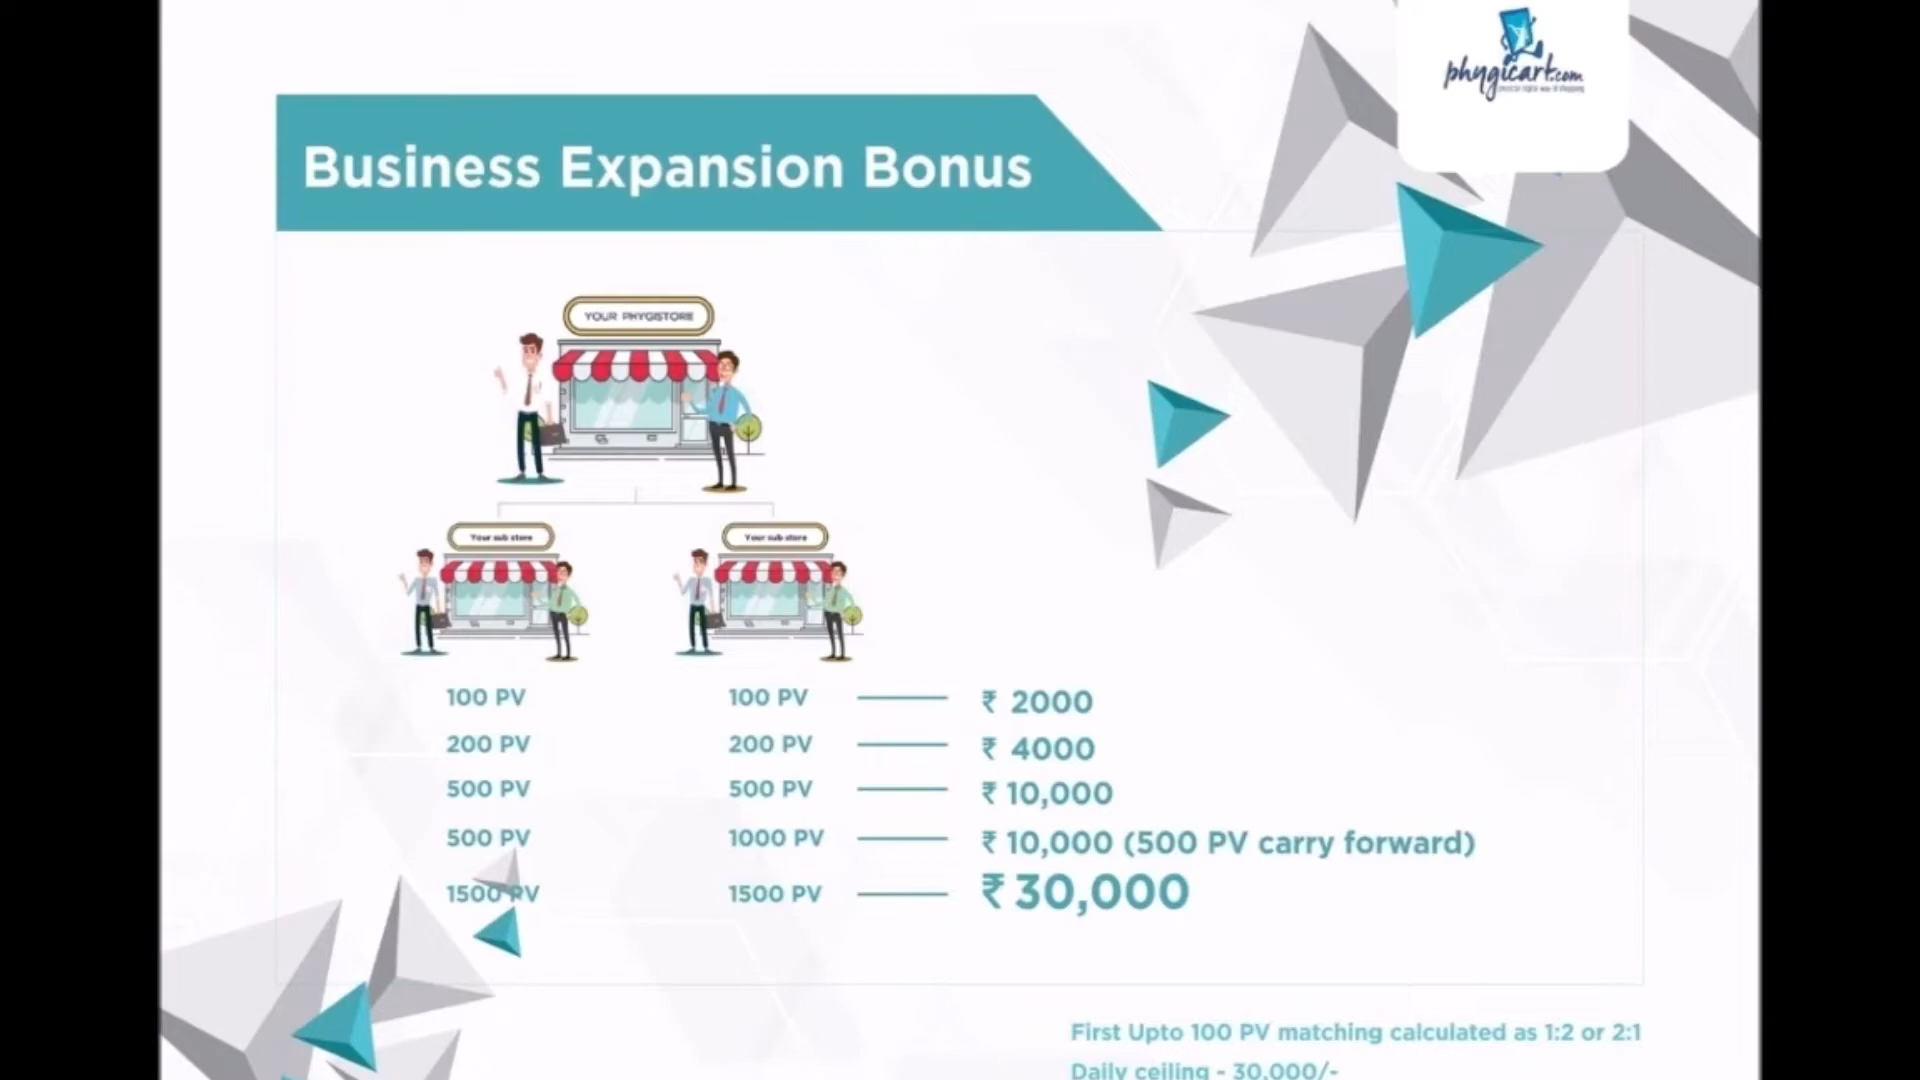 phygicart.com
Business Expansion Bonus
YOUR PHYGISTORE
Your sub store Your sub store
100 PV 100 PV ₹ 2000
200 PV 200 PV ₹ 4000
500 PV 500 PV ₹ 10,000
500 PV 1000 PV ₹ 10,000 (500 PV carry forward)
1500 PV 1500 PV ₹ 30,000
First Upto 100 PV matching calculated as 1:2 or 2:1
Daily ceiling - 30,000/-